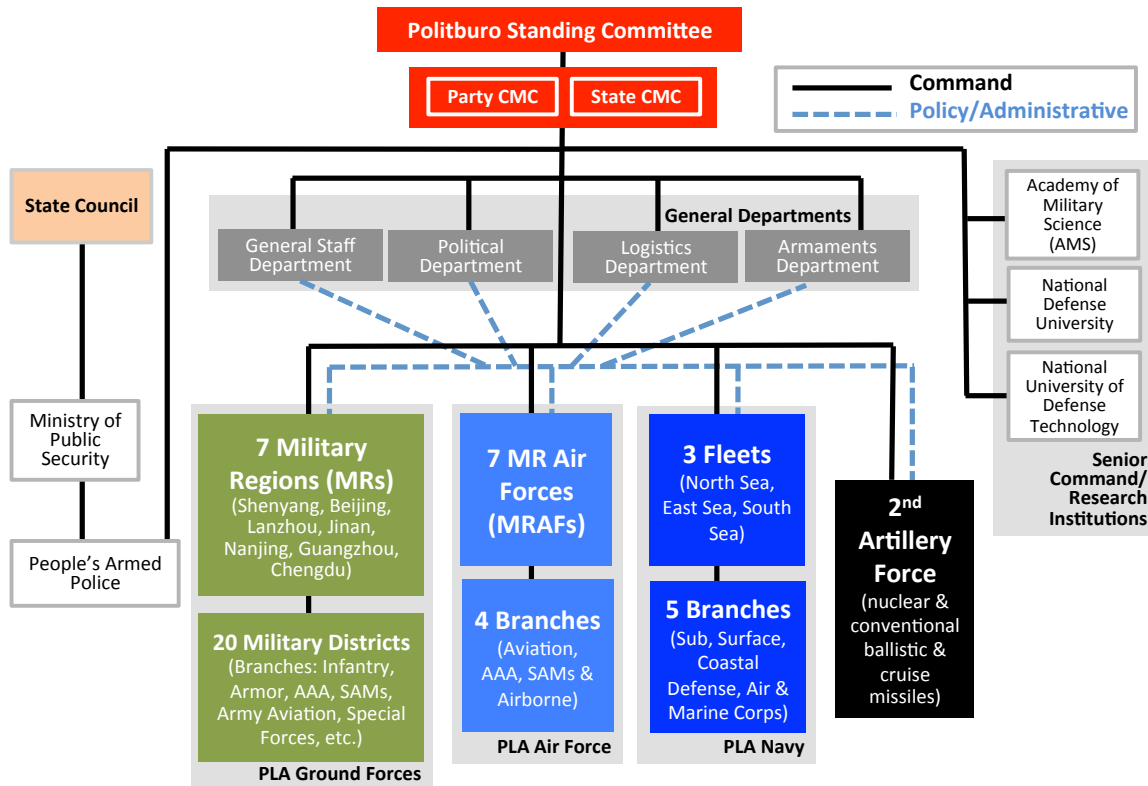 Politburo Standing Committee
Party CMC
State CMC
Command
Policy/Administrative
State Council
General Departments
General Staff
Department
Political
Department
Logistics
Department
Armaments
Department
Academy of
Military
Science
(AMS)
National
Defense
University
National
University of
Defense
Technology
Senior
Command/
Research
Institutions
Ministry of
Public
Security
People's Armed
Police
7 Military
Regions (MRs)
(Shenyang, Beijing,
Lanzhou, Jinan,
Nanjing, Guangzhou,
Chengdu)
20 Military Districts
(Branches: Infantry,
Armor, AAA, SAMs,
Army Aviation, Special
Forces, etc.)
PLA Ground Forces
7 MR Air
Forces
(MRAFs)
4 Branches
(Aviation,
AAA, SAMs &
Airborne)
PLA Air Force
3 Fleets
(North Sea,
East Sea, South
Sea)
5 Branches
(Sub, Surface,
Coastal
Defense, Air &
Marine Corps)
PLA Navy
2nd
Artillery
Force
(nuclear &
conventional
ballistic &
cruise
missiles)